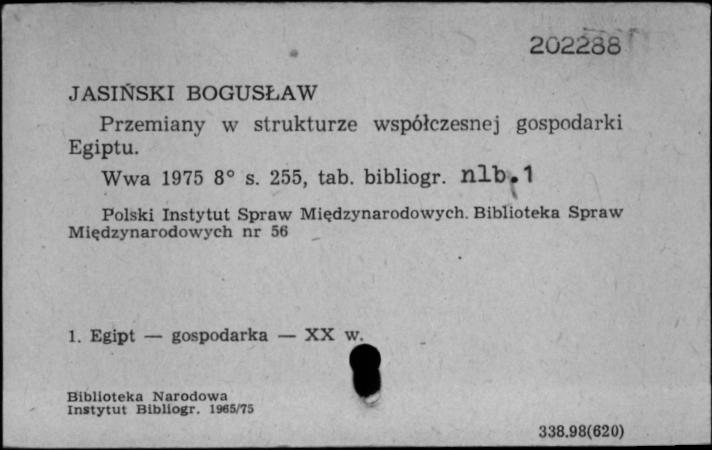 202288
JASIŃSKI BOGUSŁAW
Przemiany w strukturze współczesnej gospodarki
Egiptu.
Wwa 1975 8° s. 255, tab. bibliogr. nlb.1
Polski Instytut Spraw Międzynarodowych. Biblioteka Spraw
Międzynarodowych nr 56
1. Egipt — gospodarka — XX w.
Biblioteka Narodowa
Instytut Bibliogr. 1965/75
338.98(620)